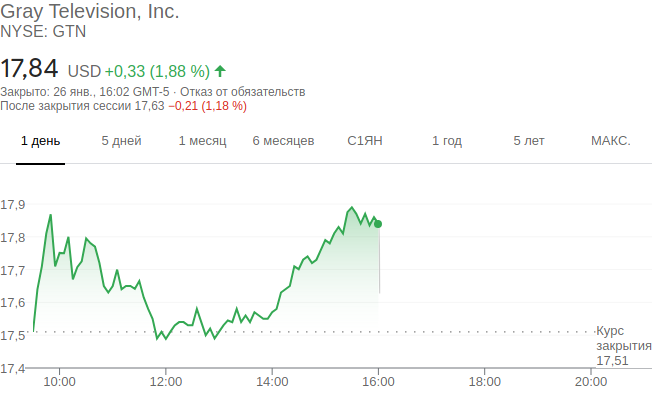 Gray Television, Inc.
NYSE: GTN
17,84 USD +0,33 (1,88 %)
Закрыто: 26 янв., 16:02 GMT-5 · Отказ от обязательств
После закрытия сессии 17,63 −0,21 (1,18 %)
1 день 5 дней 1 месяц 6 месяцев С1ЯН 1 год 5 лет МАКС.
17,9
17,8
17,7
17,6
17,5
Курс
закрытия
17,51
17,4
10:00 12:00 14:00 16:00 18:00 20:00